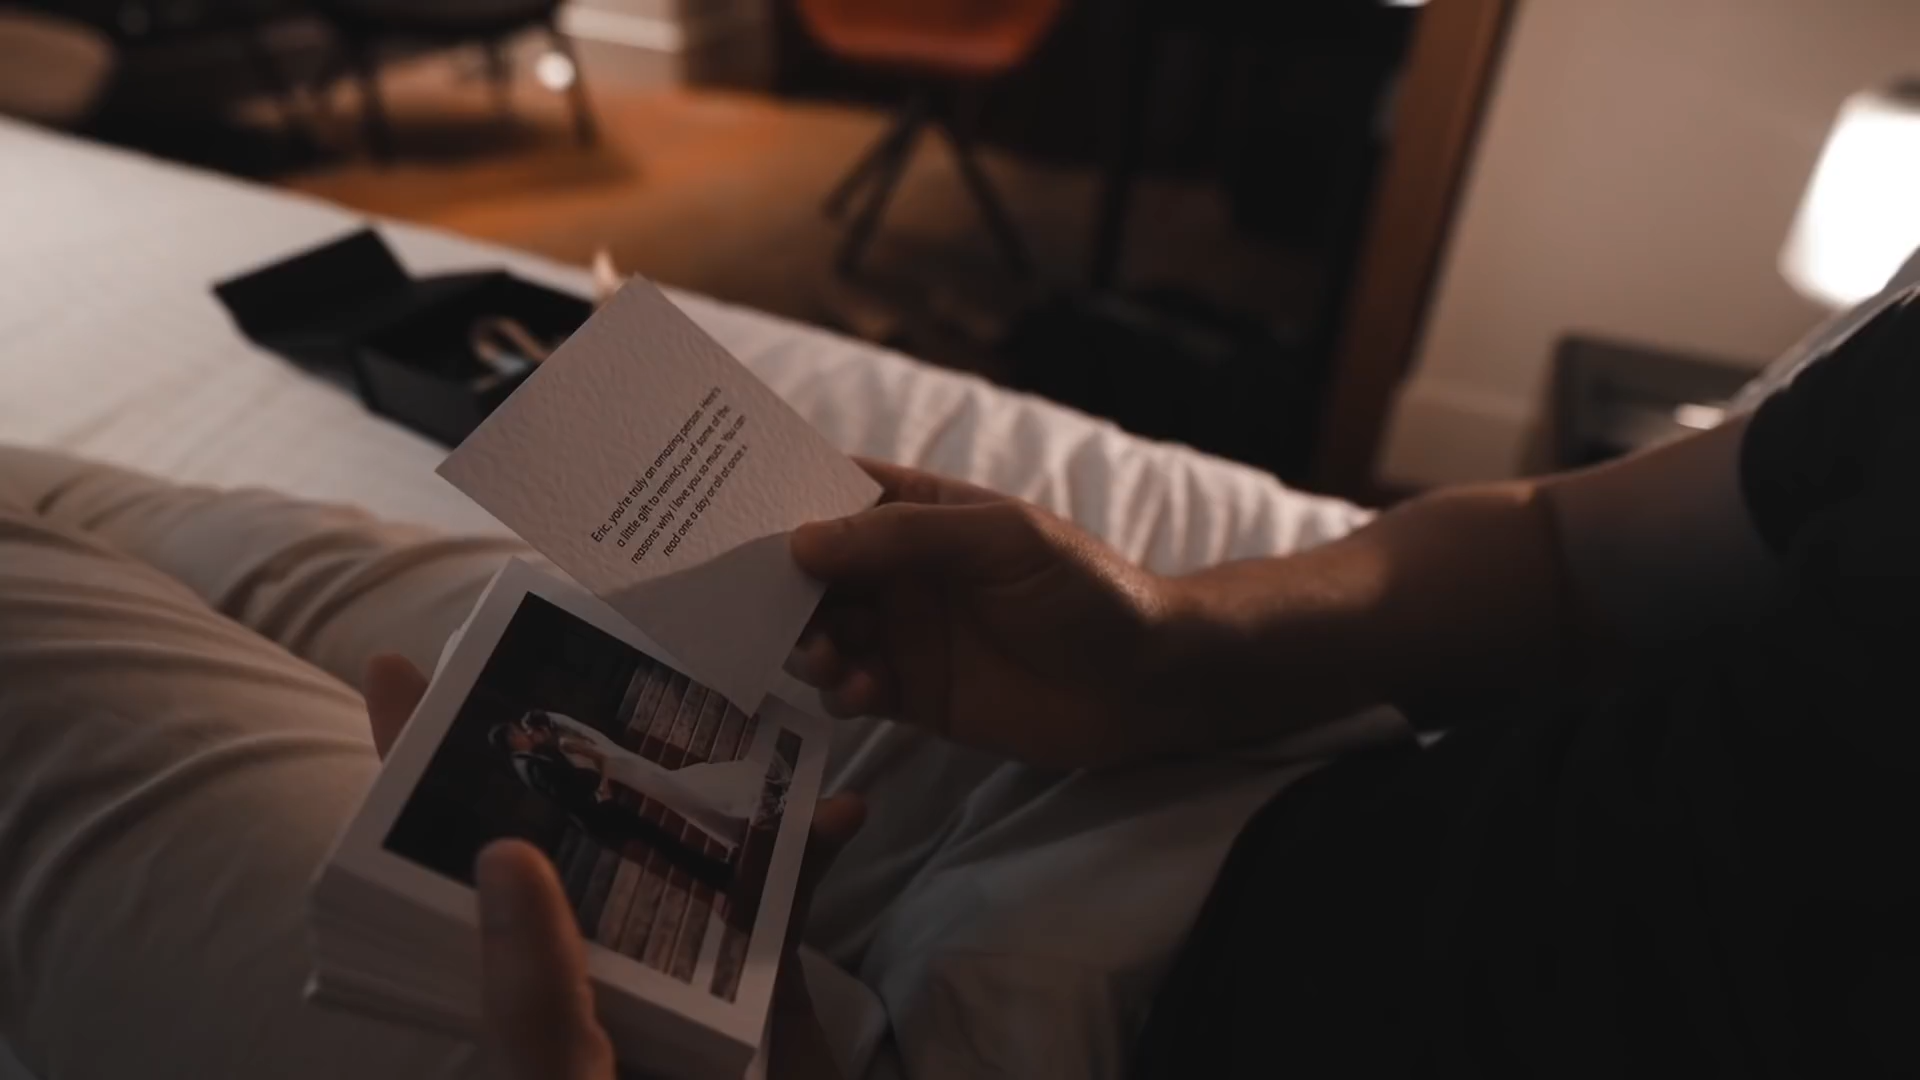 Eric, you're truly an amazing person. Here's
a little gift to remind you of some of the
reasons why I love you so much. You can
read one a day or all at once x